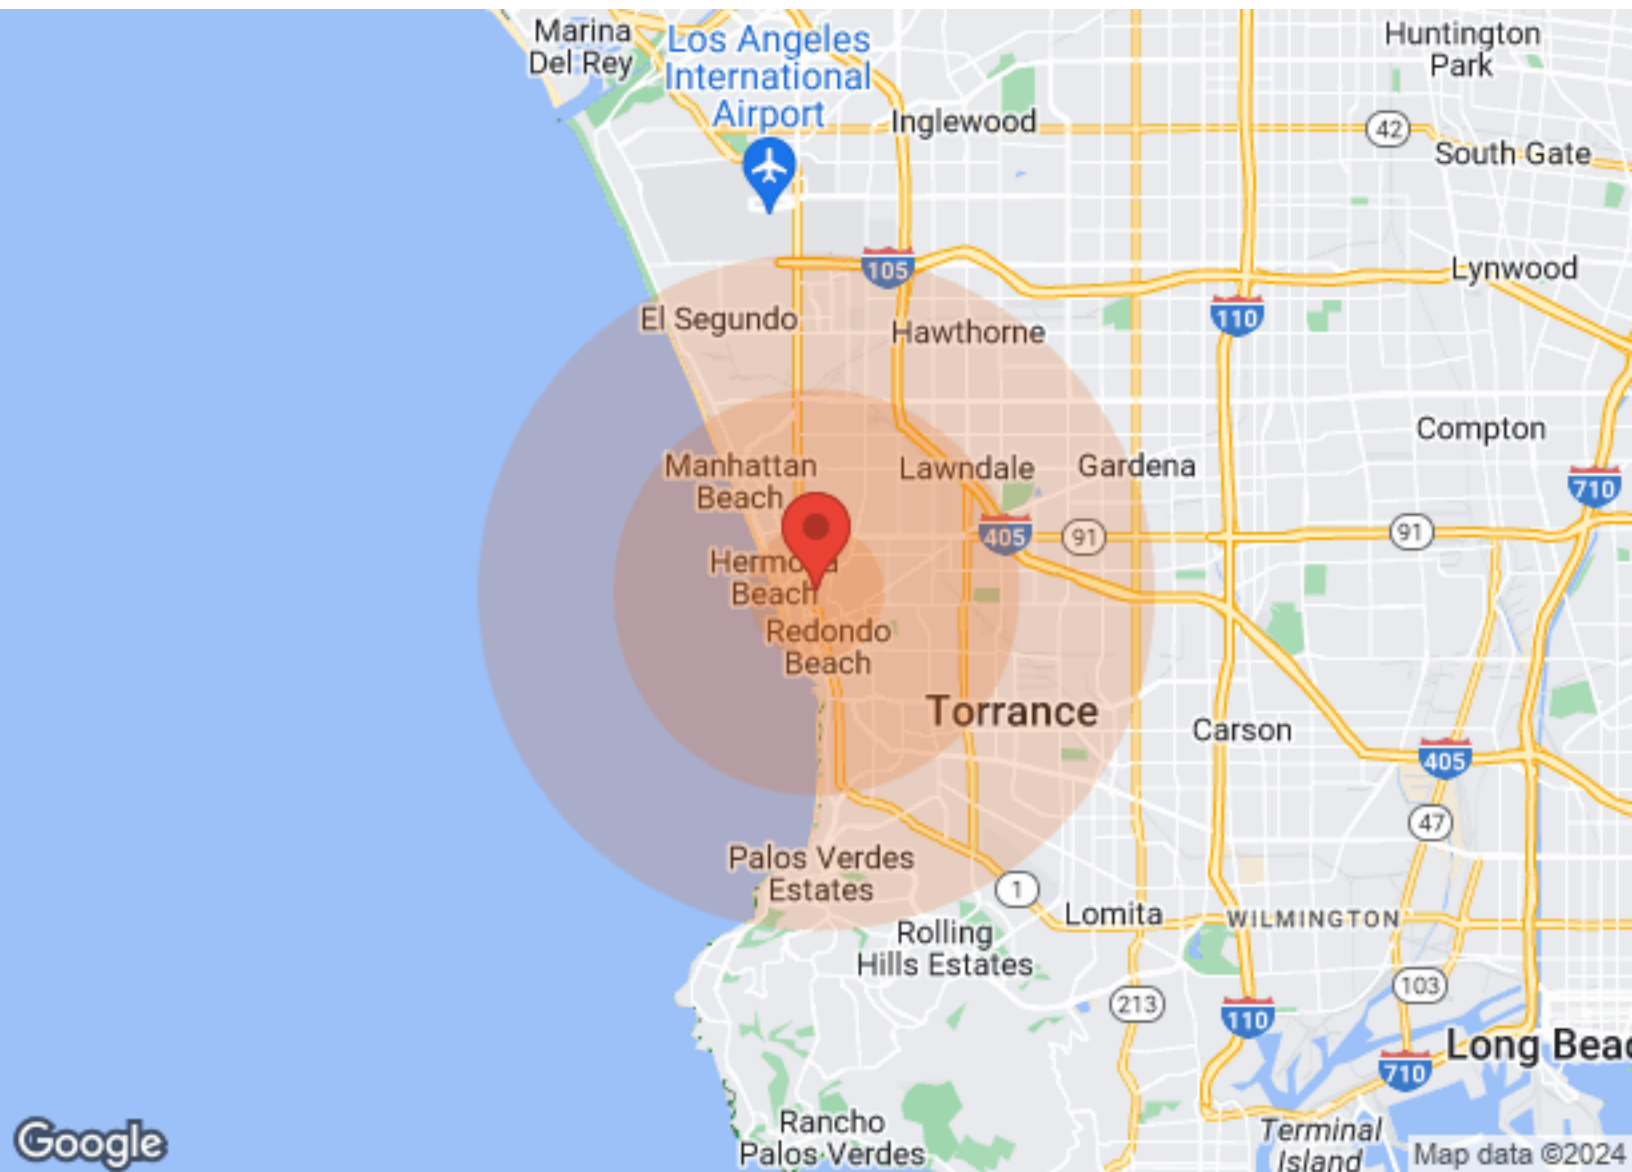 Marina
Del Rey
Los Angeles
International
Airport
Huntington
Park
Inglewood
42
South Gate
105
Lynwood
El Segundo
Hawthorne
110
Compton
Manhattan
Beach
Lawndale
Gardena
710
405
91
91
Hermosa
Beach
Redondo
Beach
Torrance
Carson
405
47
Palos Verdes
Estates
1
Lomita
WILMINGTON
Rolling
Hills Estates
103
213
110
Long Beac
710
Rancho
Palos Verdes
Terminal
Island
Google
Map data ©2024